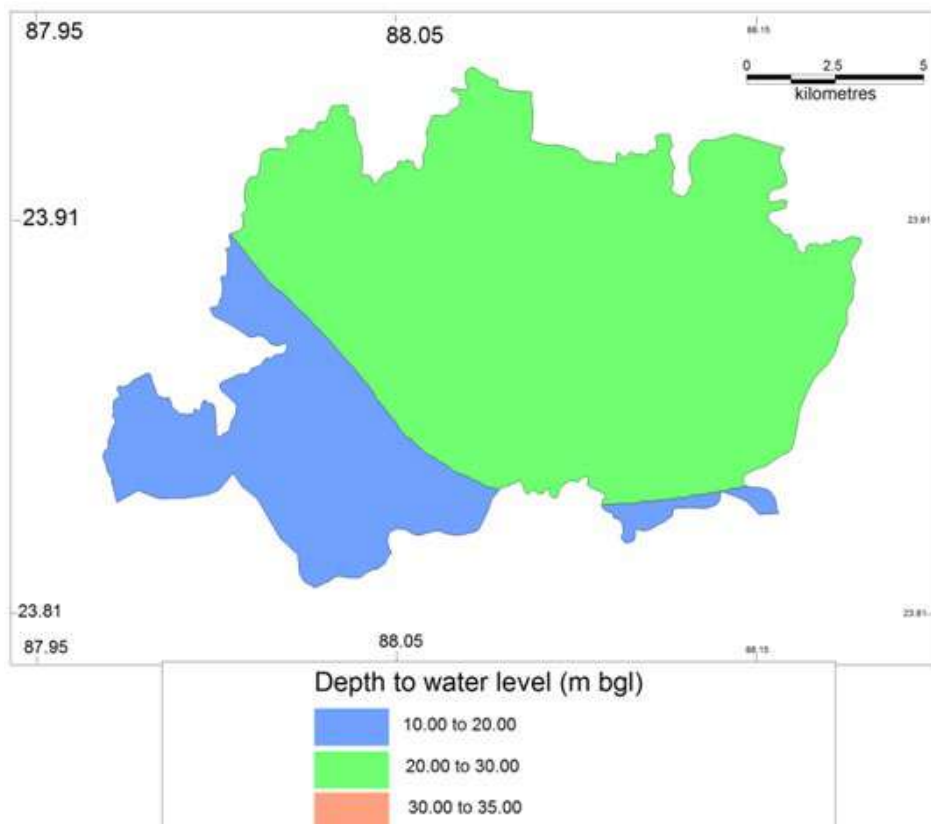 87.95
88.05
88.15
0 2.5 5
kilometres
23.91
23.91
23.81
23.81
87.95
88.05
88.15
Depth to water level (m bgl)
10.00 to 20.00
20.00 to 30.00
30.00 to 35.00